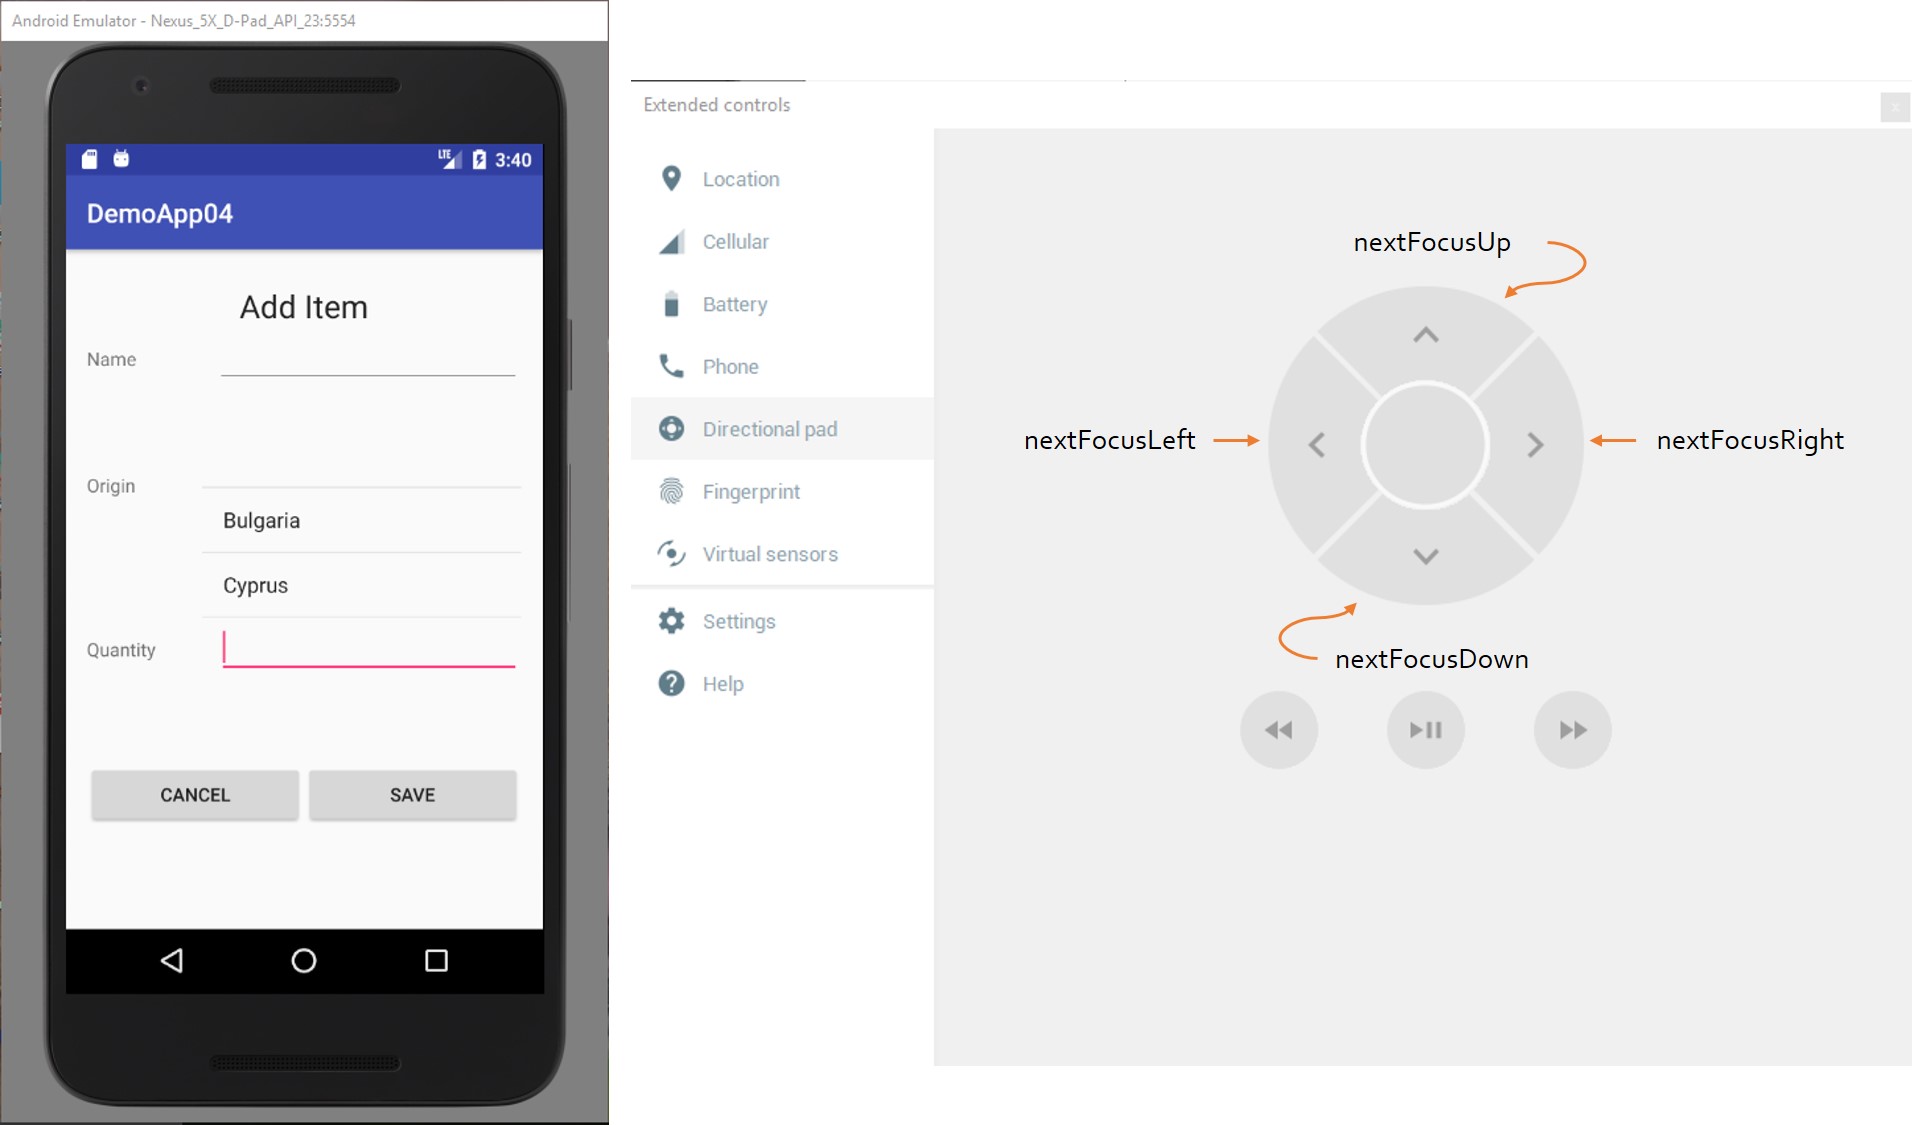 Android Emulator - Nexus_5X_D-Pad_API_23:5554
LTE 3:40
DemoApp04
Add Item
Name
Origin
Bulgaria
Cyprus
Quantity
CANCEL SAVE
Extended controls
x
Location
Cellular
Battery
Phone
Directional pad
Fingerprint
Virtual sensors
Settings
? Help
nextFocusUp
nextFocusLeft
nextFocusRight
nextFocusDown